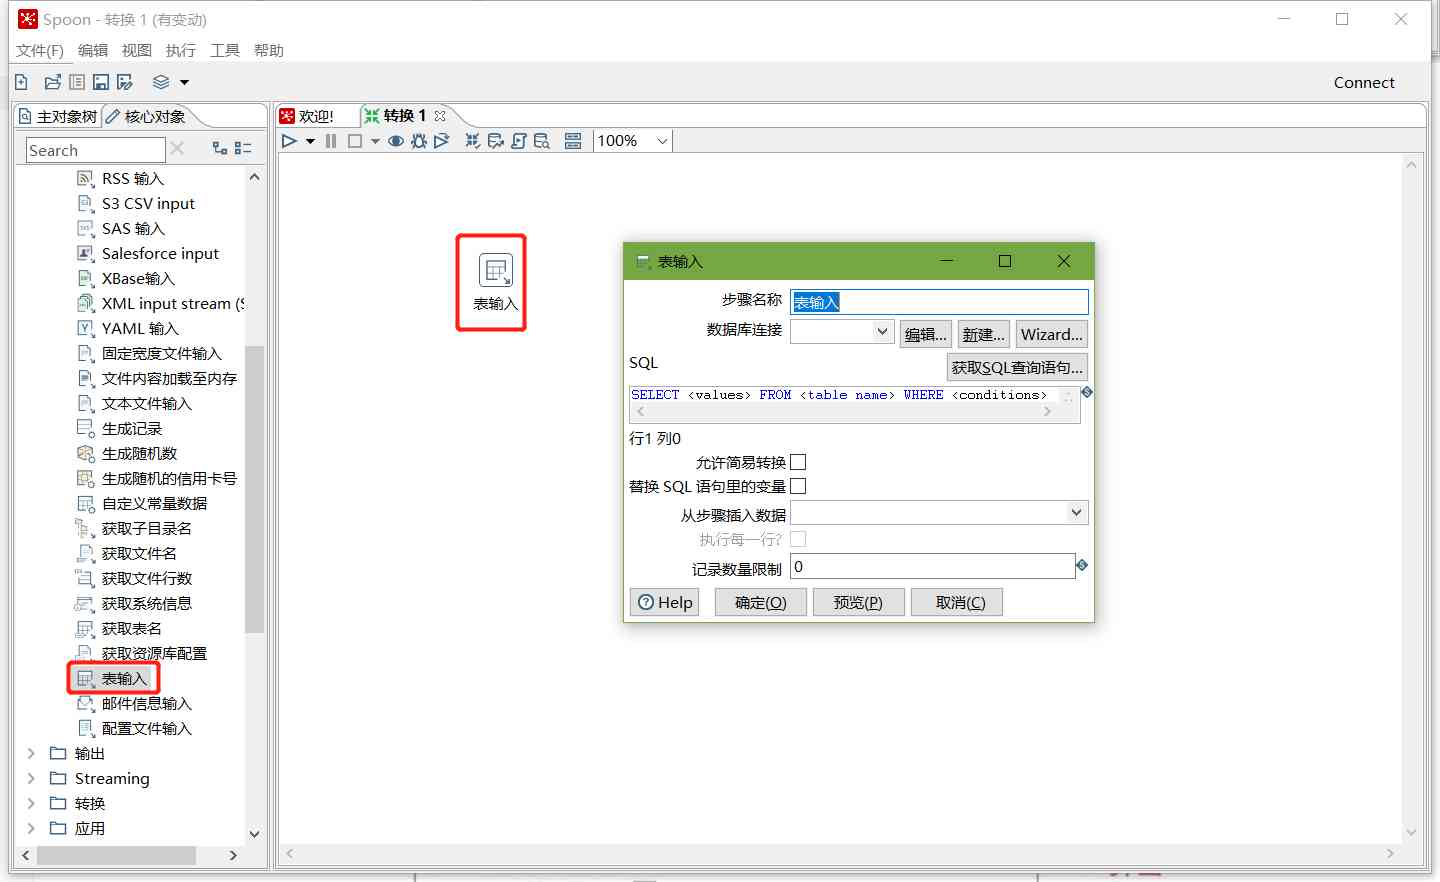 Spoon - 转换 1 (有变动)
文件(F) 编辑 视图 执行 工具 帮助
Connect
主对象树 核心对象
欢迎! 转换 1
Search
100%
RSS 输入
S3 CSV input
SAS 输入
Salesforce input
XBase输入
XML input stream (S
YAML 输入
固定宽度文件输入
文件内容加载至内存
文本文件输入
生成记录
生成随机数
生成随机的信用卡号
自定义常量数据
获取子目录名
获取文件名
获取文件行数
获取系统信息
获取表名
获取资源库配置
表输入
邮件信息输入
配置文件输入
输出
Streaming
转换
应用
表输入
表输入
步骤名称 表输入
数据库连接 编辑... 新建... Wizard...
SQL 获取SQL查询语句...
SELECT <values> FROM <table name> WHERE <conditions>
行1 列0
允许简易转换
替换 SQL 语句里的变量
从步骤插入数据
执行每一行?
记录数量限制 0
Help 确定(O) 预览(P) 取消(C)